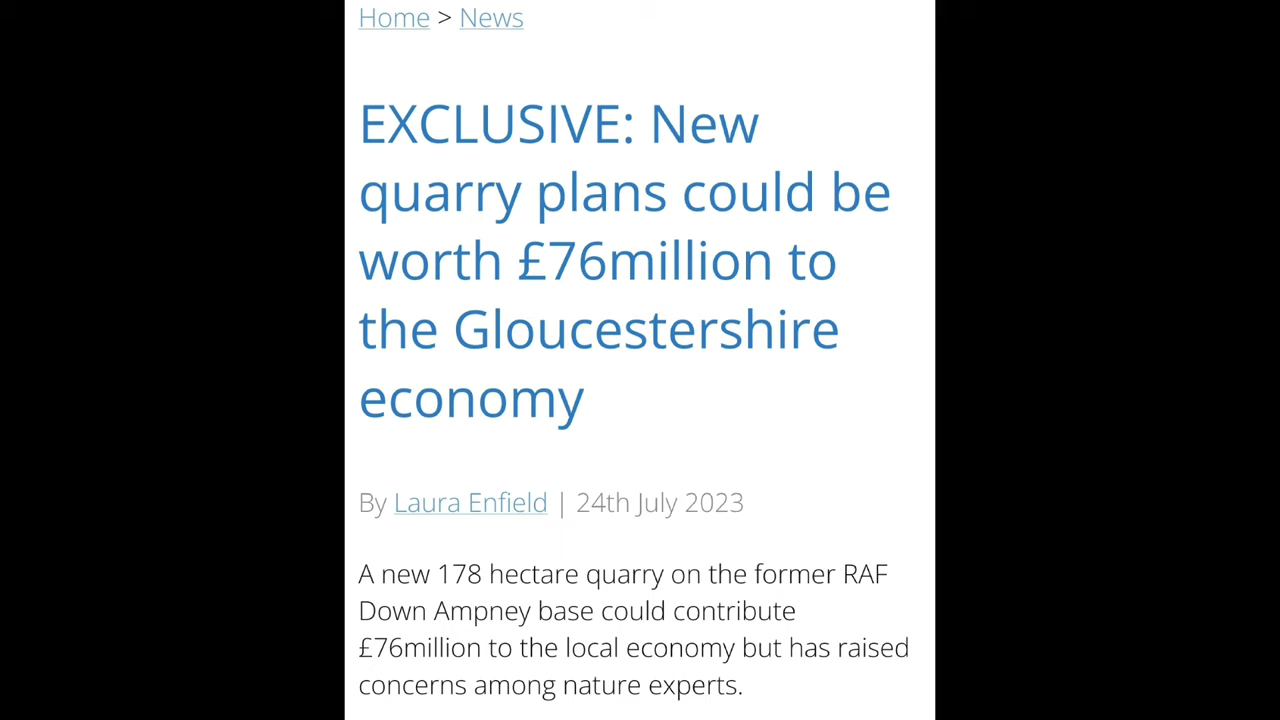 Home > News
EXCLUSIVE: New
quarry plans could be
worth £76million to
the Gloucestershire
economy
By Laura Enfield | 24th July 2023
A new 178 hectare quarry on the former RAF
Down Ampney base could contribute
£76million to the local economy but has raised
concerns among nature experts.